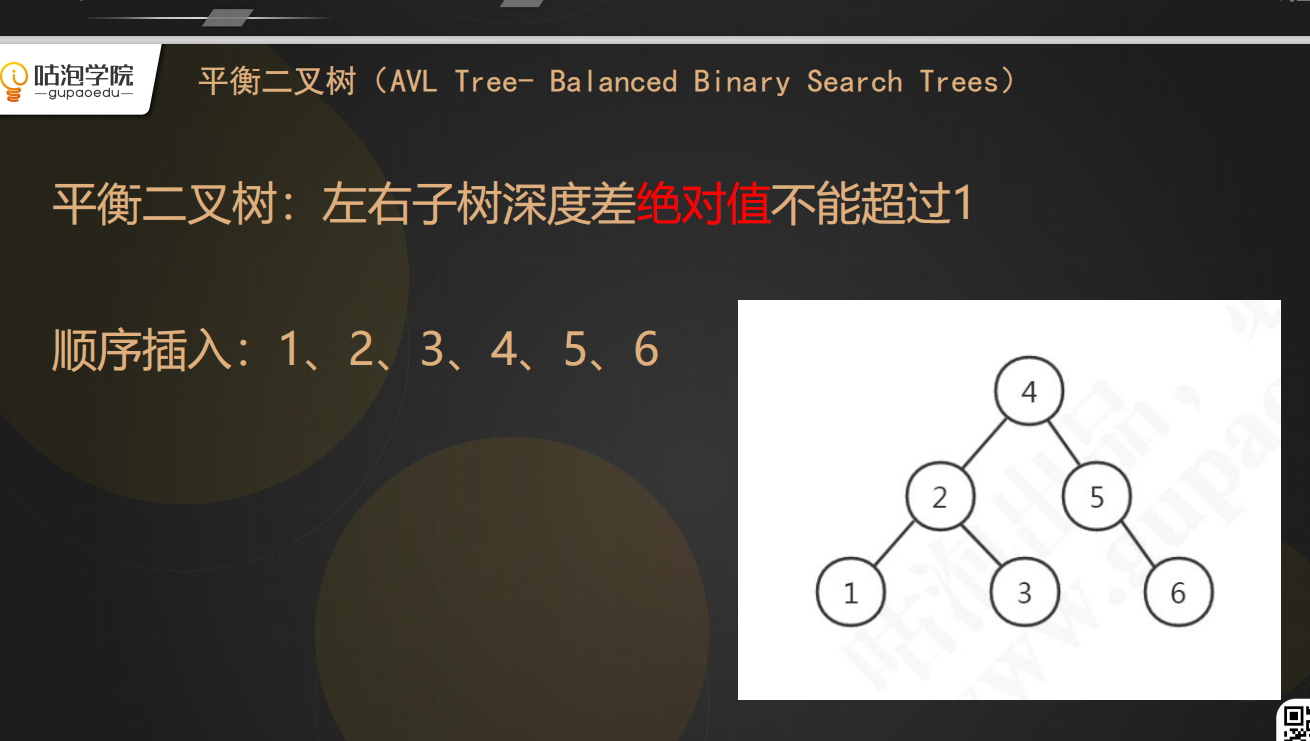 咕泡学院
—gupaoedu—
平衡二叉树（AVL Tree- Balanced Binary Search Trees）
平衡二叉树：左右子树深度差绝对值不能超过1
顺序插入：1、2、3、4、5、6
4
2 5
1 3 6
咕泡出品，
www.gupao